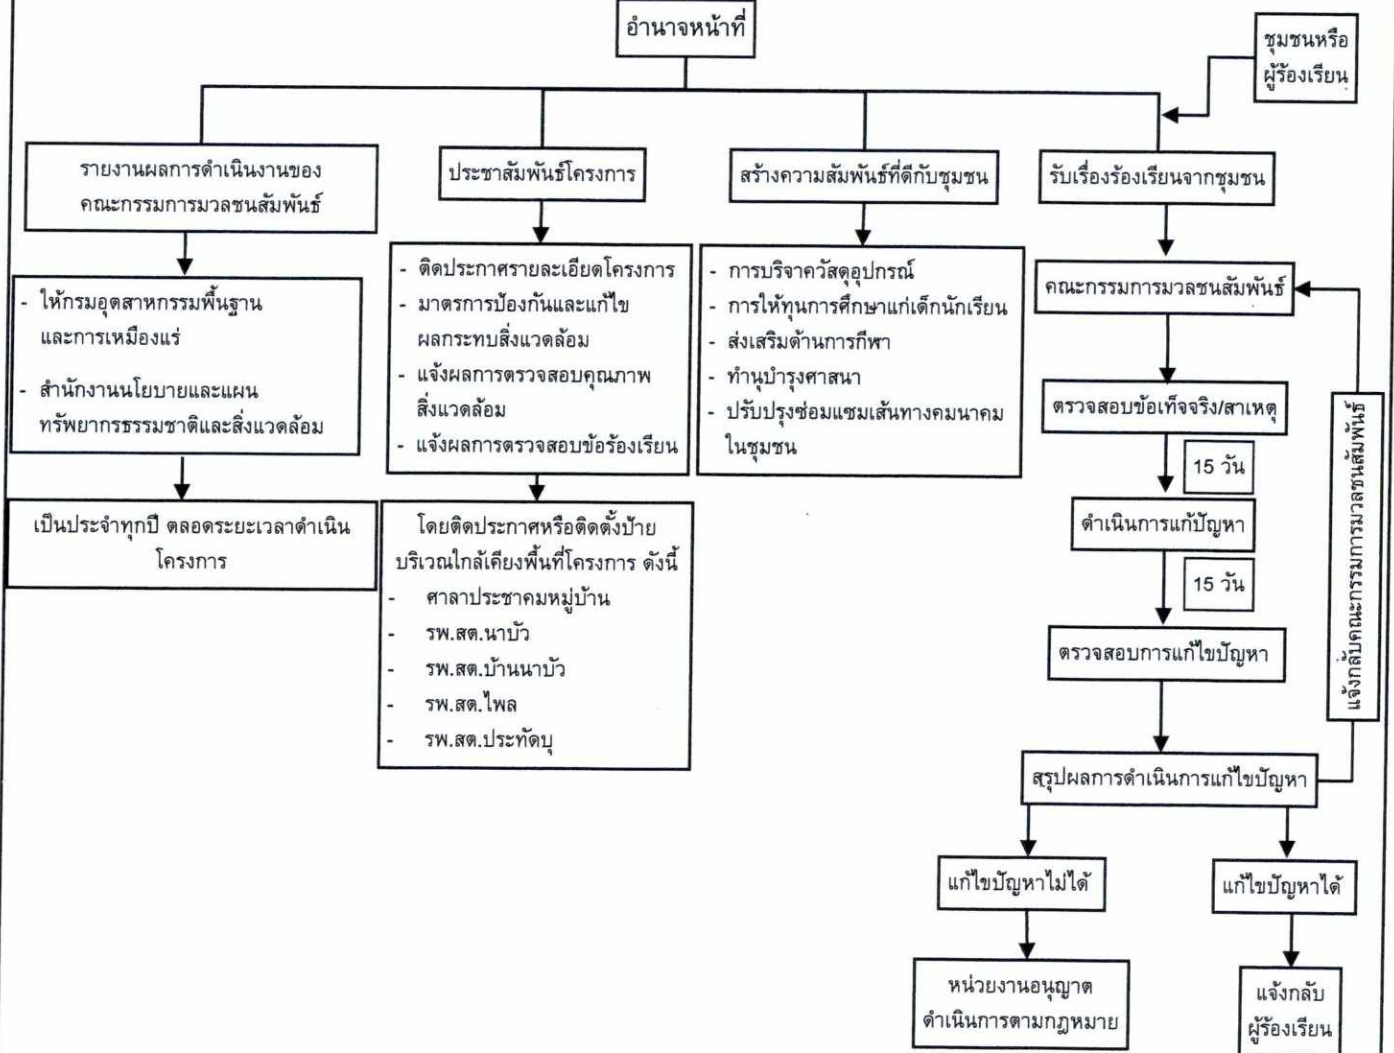 อำนาจหน้าที่
ชุมชนหรือ
ผู้ร้องเรียน
รายงานผลการดำเนินงานของ
คณะกรรมการมวลชนสัมพันธ์
- ให้กรมอุตสาหกรรมพื้นฐาน
และการเหมืองแร่
- สำนักงานนโยบายและแผน
ทรัพยากรธรรมชาติและสิ่งแวดล้อม
เป็นประจำทุกปี ตลอดระยะเวลาดำเนิน
โครงการ
ประชาสัมพันธ์โครงการ
- ติดประกาศรายละเอียดโครงการ
- มาตรการป้องกันและแก้ไข
ผลกระทบสิ่งแวดล้อม
- แจ้งผลการตรวจสอบคุณภาพ
สิ่งแวดล้อม
- แจ้งผลการตรวจสอบข้อร้องเรียน
โดยติดประกาศหรือติดตั้งป้าย
บริเวณใกล้เคียงพื้นที่โครงการ ดังนี้
- ศาลาประชาคมหมู่บ้าน
- รพ.สต.นาบัว
- รพ.สต.บ้านนาบัว
- รพ.สต.ไพล
- รพ.สต.ประทัดบุ
สร้างความสัมพันธ์ที่ดีกับชุมชน
- การบริจาควัสดุอุปกรณ์
- การให้ทุนการศึกษาแก่เด็กนักเรียน
- ส่งเสริมด้านการกีฬา
- ทำนุบำรุงศาสนา
- ปรับปรุงซ่อมแซมเส้นทางคมนาคม
ในชุมชน
รับเรื่องร้องเรียนจากชุมชน
คณะกรรมการมวลชนสัมพันธ์
ตรวจสอบข้อเท็จจริง/สาเหตุ
15 วัน
ดำเนินการแก้ปัญหา
15 วัน
ตรวจสอบการแก้ไขปัญหา
สรุปผลการดำเนินการแก้ไขปัญหา
แจ้งกลับคณะกรรมการมวลชนสัมพันธ์
แก้ไขปัญหาไม่ได้
แก้ไขปัญหาได้
หน่วยงานอนุญาต
ดำเนินการตามกฎหมาย
แจ้งกลับ
ผู้ร้องเรียน